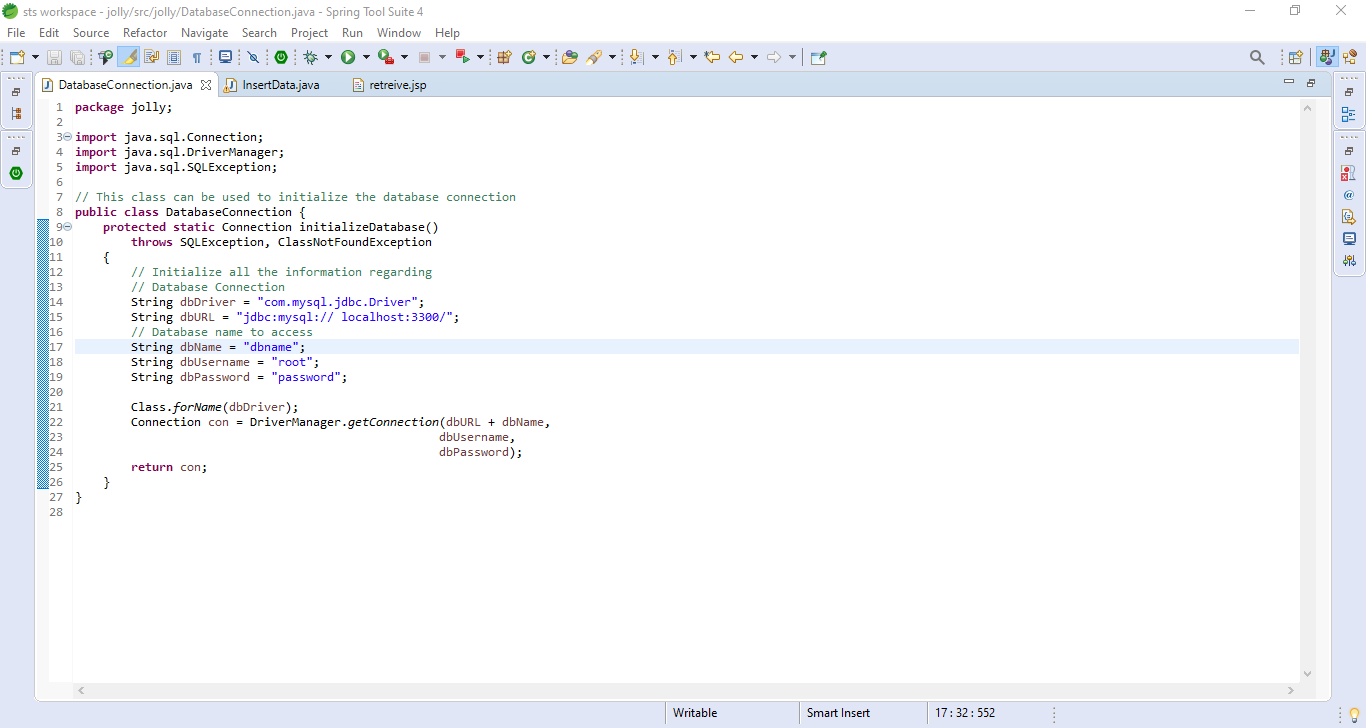 sts workspace - jolly/src/jolly/DatabaseConnection.java - Spring Tool Suite 4
File Edit Source Refactor Navigate Search Project Run Window Help
DatabaseConnection.java InsertData.java retreive.jsp
1 package jolly;
2
3 import java.sql.Connection;
4 import java.sql.DriverManager;
5 import java.sql.SQLException;
6
7 // This class can be used to initialize the database connection
8 public class DatabaseConnection {
9 protected static Connection initializeDatabase()
10 throws SQLException, ClassNotFoundException
11 {
12 // Initialize all the information regarding
13 // Database Connection
14 String dbDriver = "com.mysql.jdbc.Driver";
15 String dbURL = "jdbc:mysql:// localhost:3300/";
16 // Database name to access
17 String dbName = "dbname";
18 String dbUsername = "root";
19 String dbPassword = "password";
20
21 Class.forName(dbDriver);
22 Connection con = DriverManager.getConnection(dbURL + dbName,
23 dbUsername,
24 dbPassword);
25 return con;
26 }
27 }
28
Writable Smart Insert 17 : 32 : 552